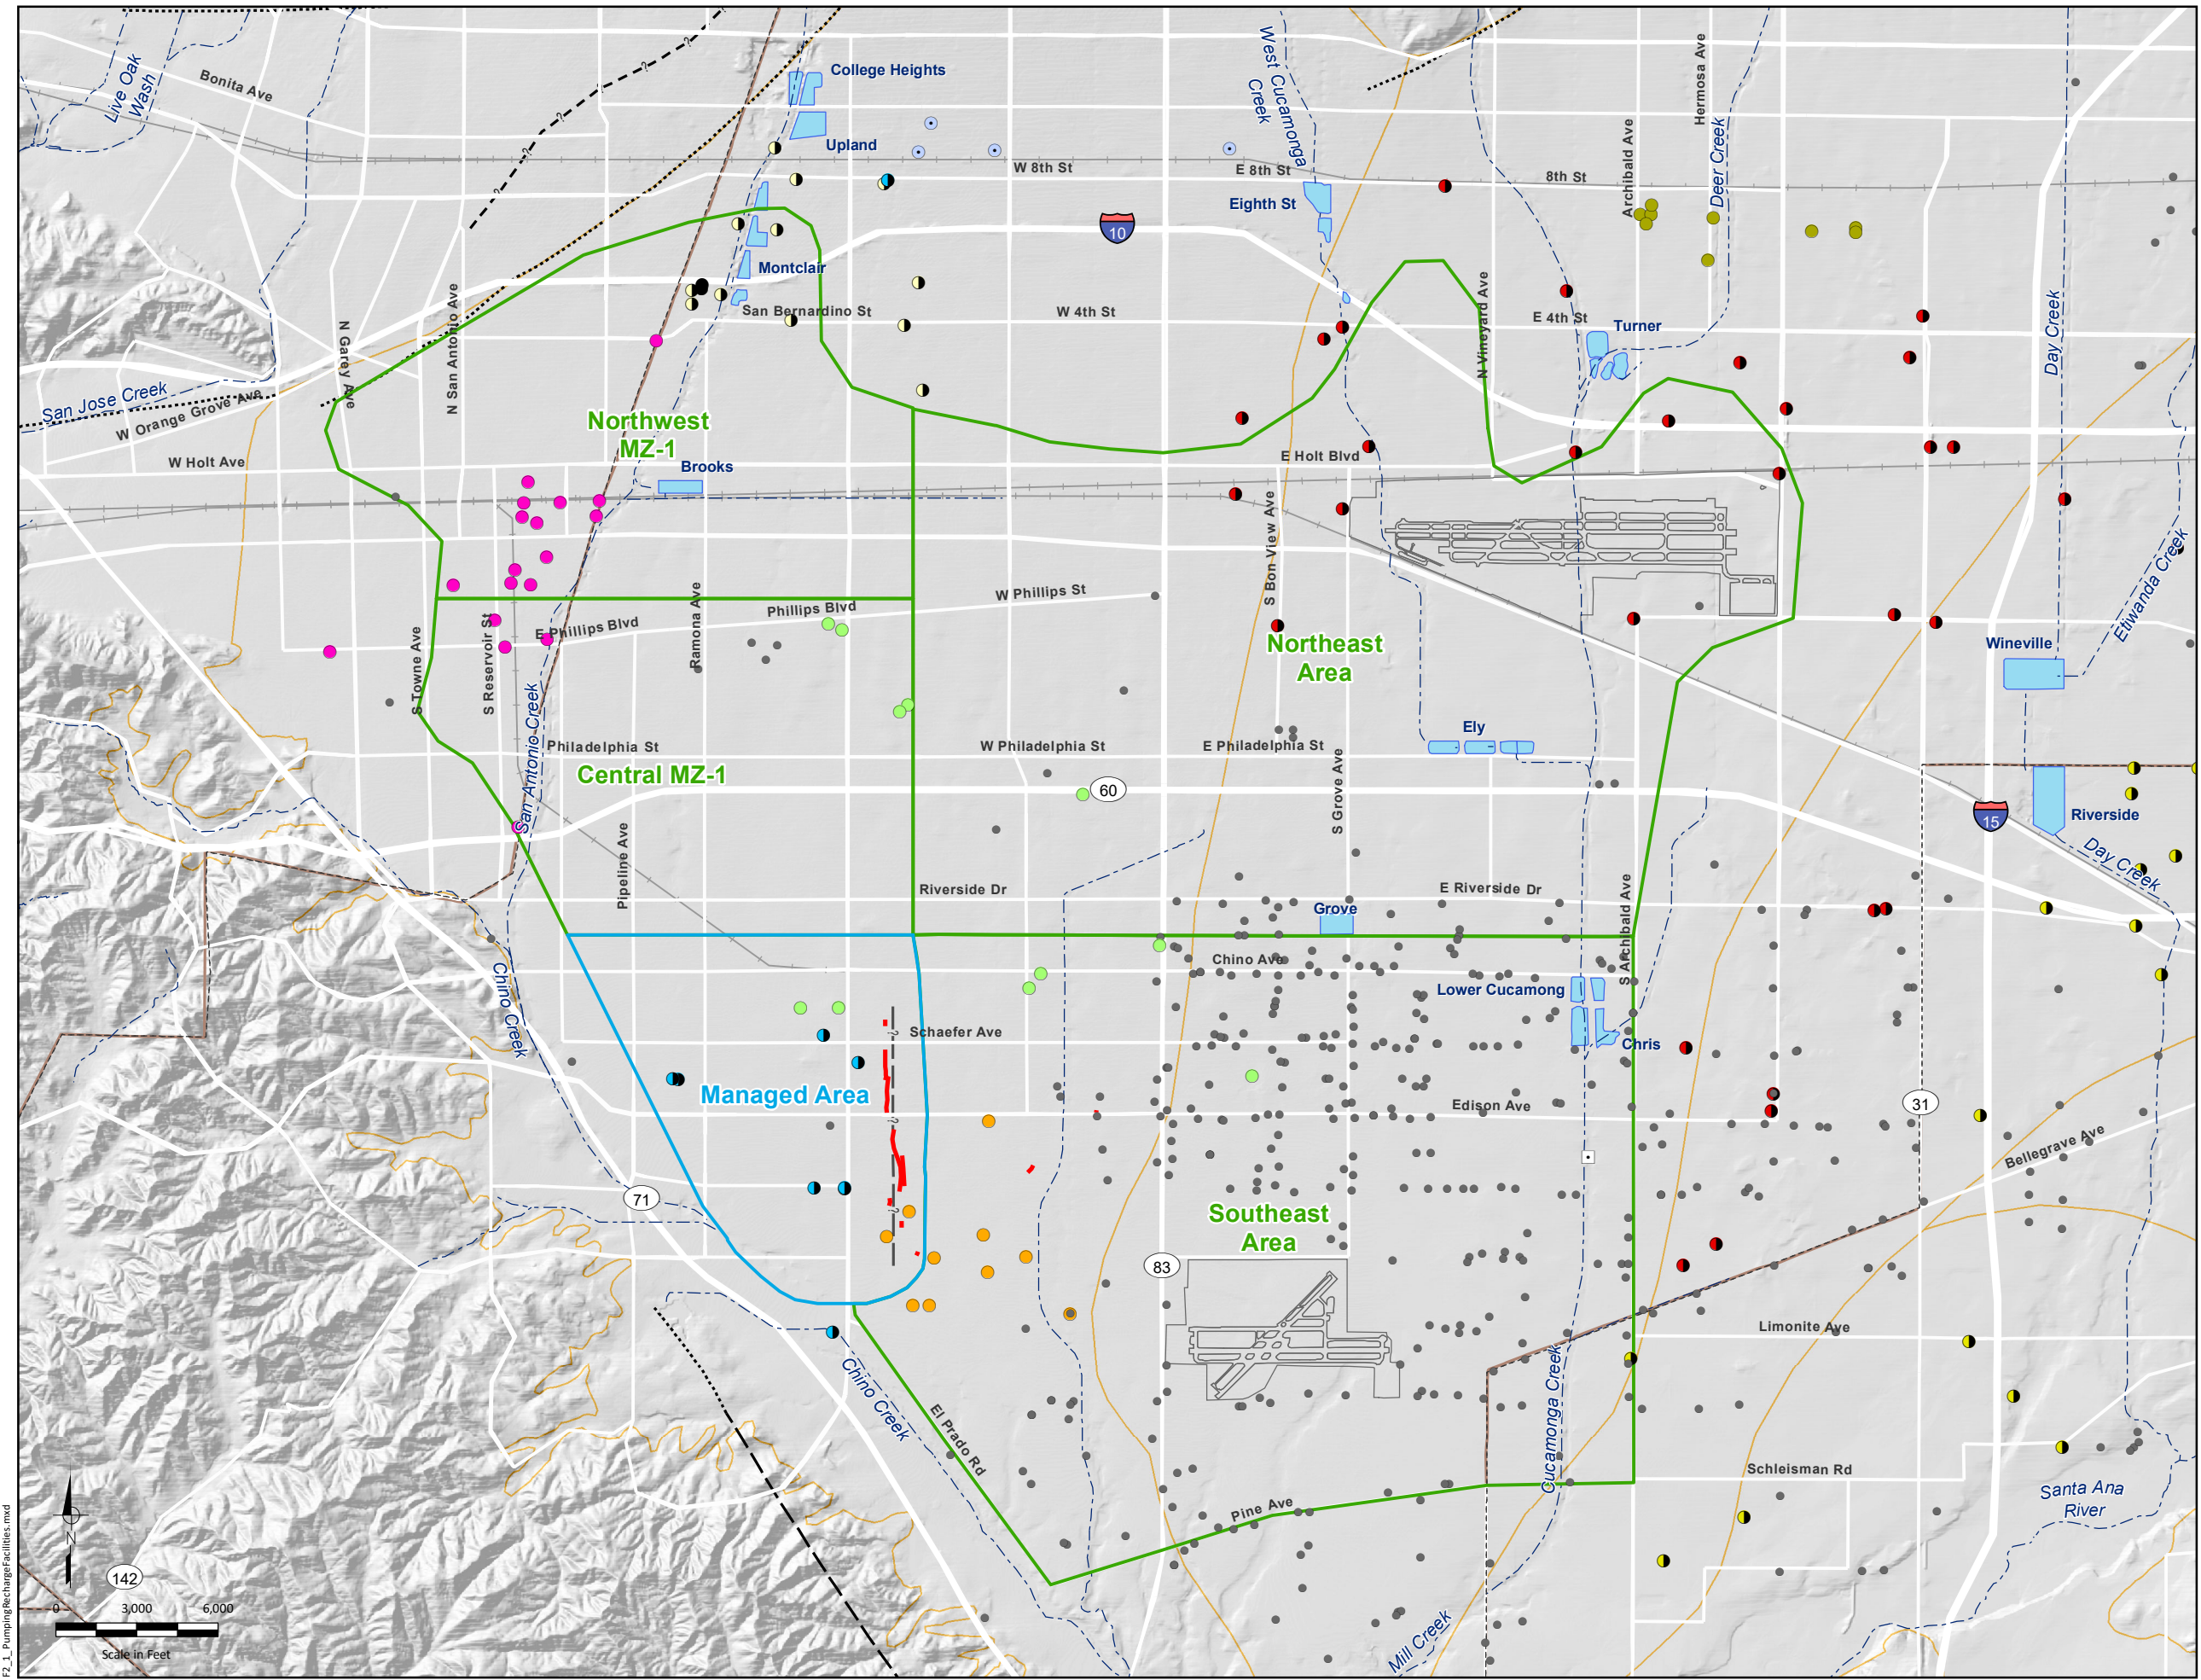 College Heights
Live Oak
Wash
Bonita Ave
West Cucamonga
Creek
Hermosa Ave
Archibald Ave
Deer Creek
Upland
W 8th St
E 8th St
8th St
Eighth St
10
Montclair
San Bernardino St
W 4th St
E 4th St
Turner
N Vineyard Ave
Day Creek
N San Antonio Ave
N Garey Ave
San Jose Creek
W Orange Grove Ave
Northwest
MZ-1
W Holt Ave
Brooks
E Holt Blvd
S Bon View Ave
Etiwanda Creek
W Phillips St
Phillips Blvd
E Phillips Blvd
Ramona Ave
S Towne Ave
S Reservoir St
Northeast
Area
Wineville
San Antonio Creek
Philadelphia St
W Philadelphia St
E Philadelphia St
Ely
Central MZ-1
60
S Grove Ave
15
Riverside
Day Creek
Pipeline Ave
Riverside Dr
E Riverside Dr
Grove
S Archibald Ave
Chino Ave
Lower Cucamong
Chino Creek
Schaefer Ave
Chris
Managed Area
Edison Ave
31
Bellegrave Ave
?
?
?
?
?
?
?
71
Southeast
Area
83
Limonite Ave
Chino Creek
El Prado Rd
Cucamonga Creek
Schleisman Rd
Santa Ana
River
Pine Ave
Mill Creek
N
142
0 3,000 6,000
Scale in Feet
F2_1_PumpingRechargeFacilities.mxd